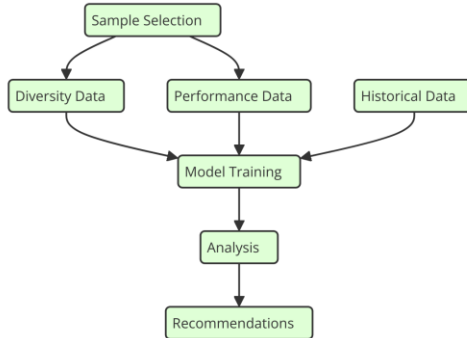 Sample Selection
Diversity Data
Performance Data
Historical Data
Model Training
Analysis
Recommendations